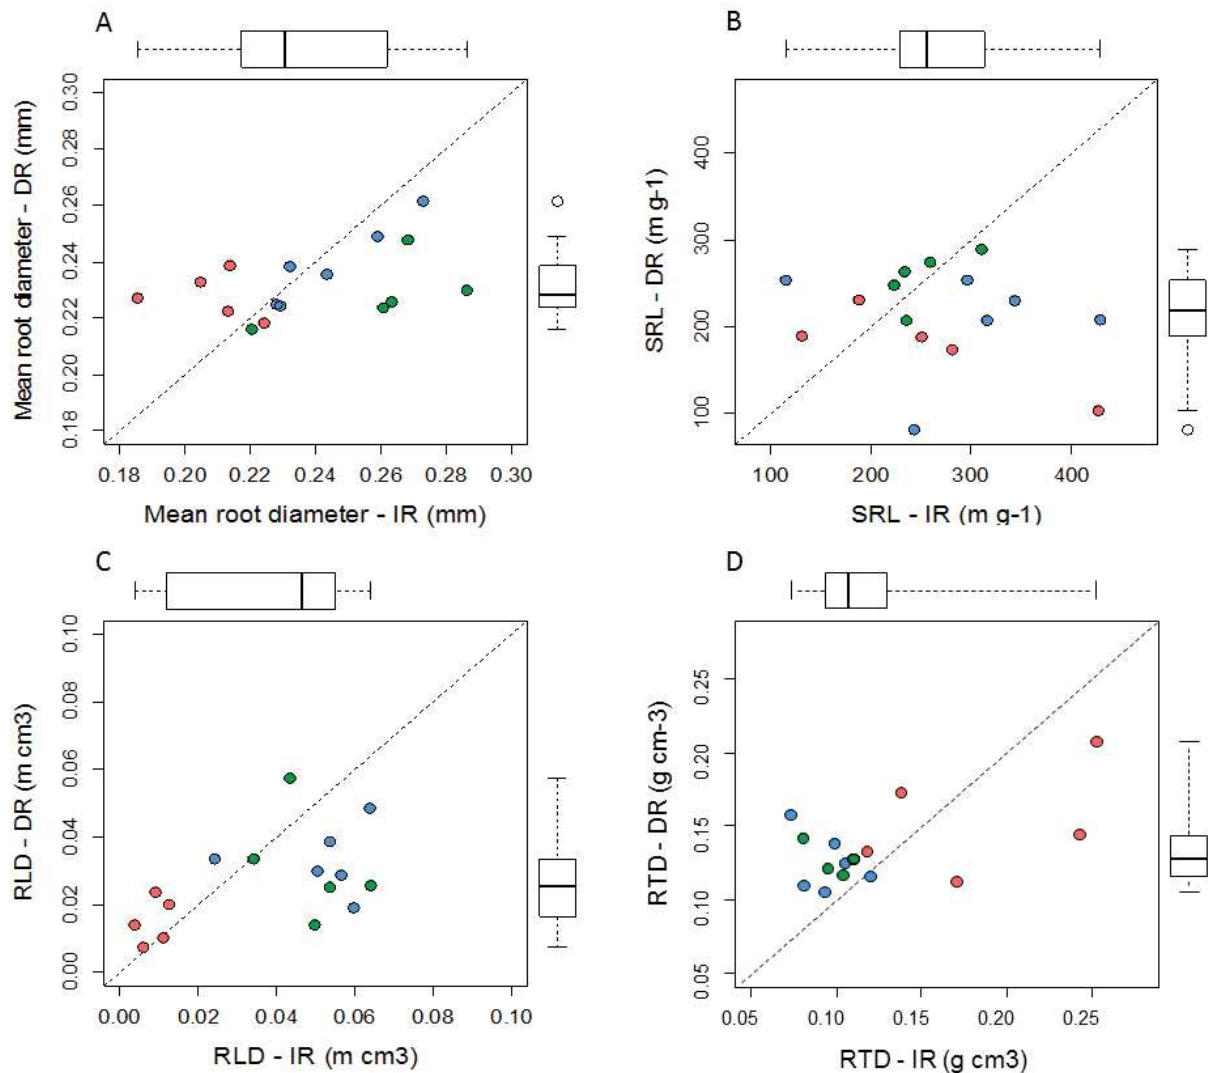 A
B
0.30
0.28
0.26
0.24
0.22
0.20
0.18
Mean root diameter - DR (mm)
0.18 0.20 0.22 0.24 0.26 0.28 0.30
Mean root diameter - IR (mm)
400
300
200
100
SRL - DR (m g-1)
100 200 300 400
SRL - IR (m g-1)
C
D
0.10
0.08
0.06
0.04
0.02
0.00
RLD - DR (m cm3)
0.00 0.02 0.04 0.06 0.08 0.10
RLD - IR (m cm3)
0.25
0.20
0.15
0.10
0.05
RTD - DR (g cm-3)
0.05 0.10 0.15 0.20 0.25
RTD - IR (g cm3)